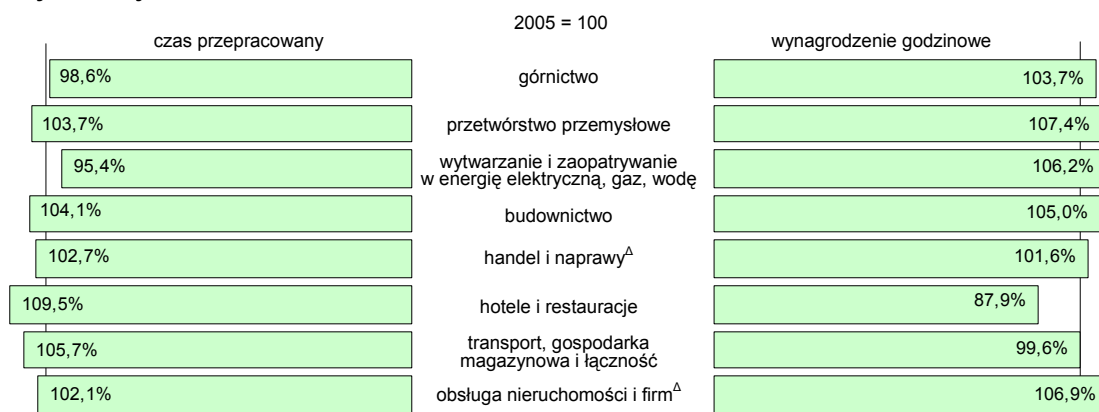 2005 = 100
czas przepracowany wynagrodzenie godzinowe
98,6% górnictwo 103,7%
103,7% przetwórstwo przemysłowe 107,4%
95,4% wytwarzanie i zaopatrywanie
w energię elektryczną, gaz, wodę 106,2%
104,1% budownictwo 105,0%
102,7% handel i naprawy^Δ 101,6%
109,5% hotele i restauracje 87,9%
105,7% transport, gospodarka
magazynowa i łączność 99,6%
102,1% obsługa nieruchomości i firm^Δ 106,9%